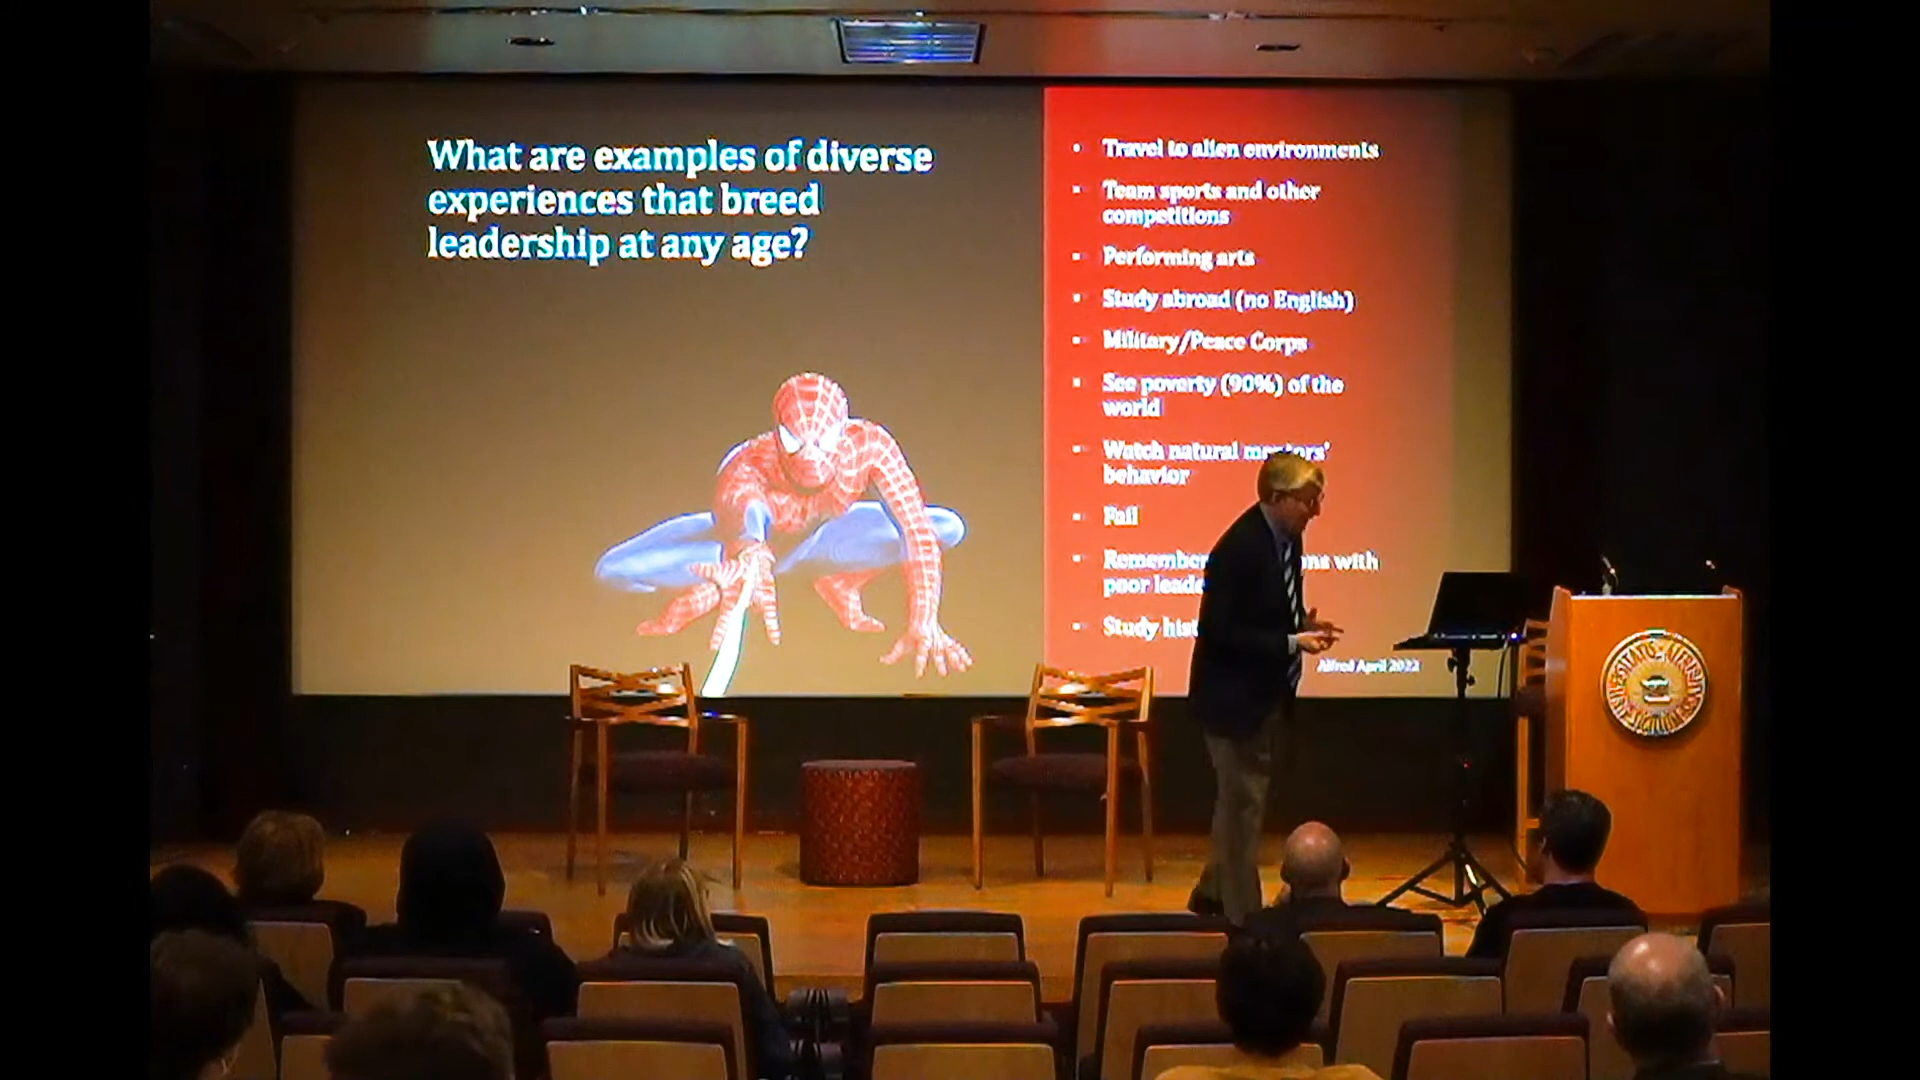 What are examples of diverse
experiences that breed
leadership at any age?
• Travel to alien environments
• Team sports and other
competitions
• Performing arts
• Study abroad (no English)
• Military/Peace Corps
• See poverty (90%) of the
world
• Watch natural mentors'
behavior
• Fail
• Remember with
poor
• Study
Alfred April 2022